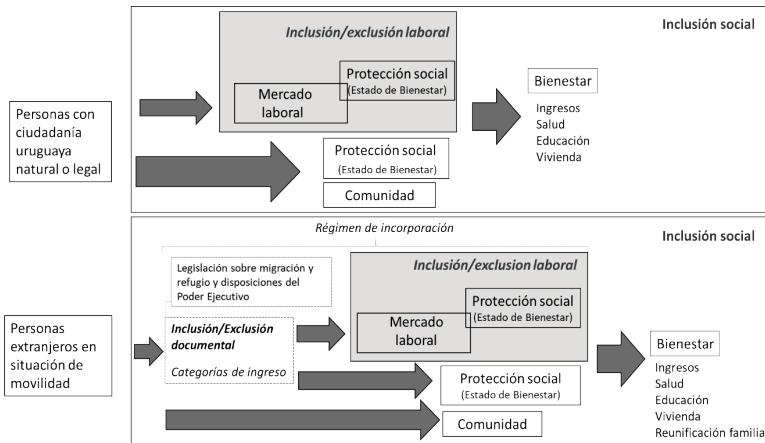 Inclusión social
Inclusión/exclusión laboral
Protección social
(Estado de Bienestar)
Mercado
laboral
Bienestar
Ingresos
Salud
Educación
Vivienda
Personas con
ciudadanía
uruguaya
natural o legal
Protección social
(Estado de Bienestar)
Comunidad
Régimen de incorporación
Inclusión social
Legislación sobre migración y
refugio y disposiciones del
Poder Ejecutivo
Inclusión/exclusion laboral
Protección social
(Estado de Bienestar)
Mercado
laboral
Personas
extranjeros en
situación de
movilidad
Inclusión/Exclusión
documental
Categorías de ingreso
Bienestar
Ingresos
Salud
Educación
Vivienda
Reunificación familia
Protección social
(Estado de Bienestar)
Comunidad